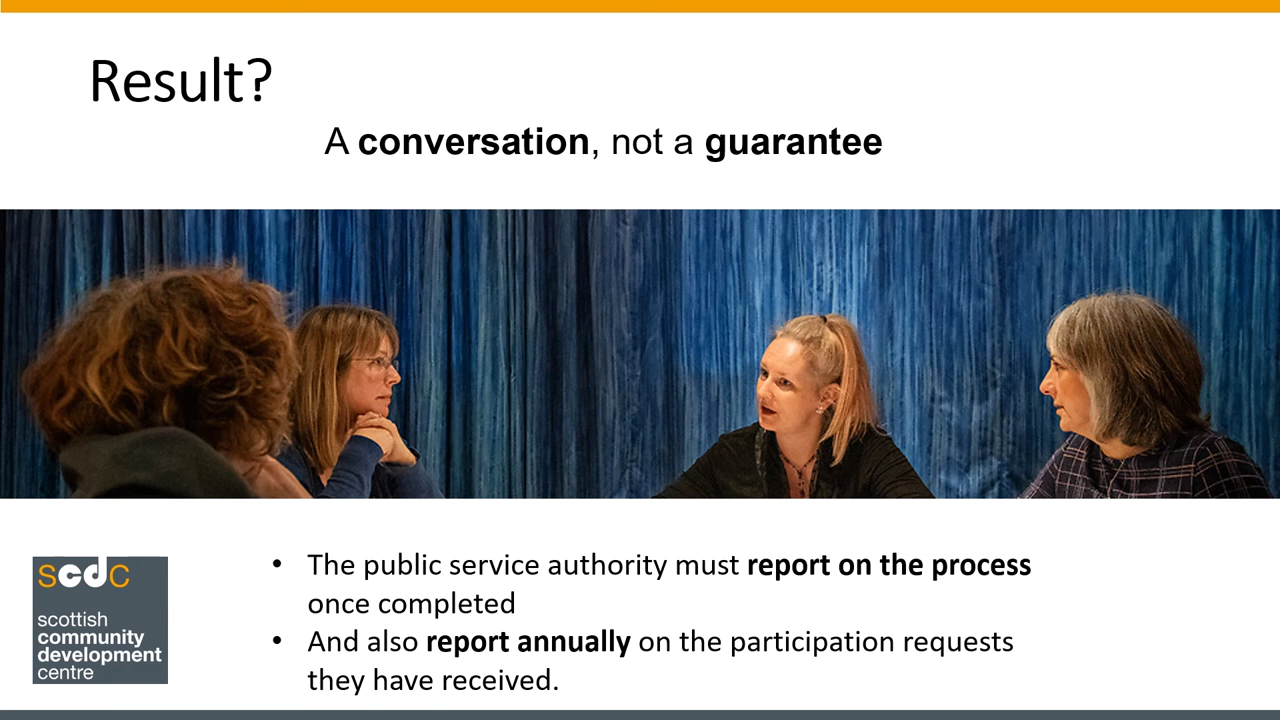 Result?
A conversation, not a guarantee
• The public service authority must report on the process
once completed
• And also report annually on the participation requests
they have received.
scdc
scottish
community
development
centre